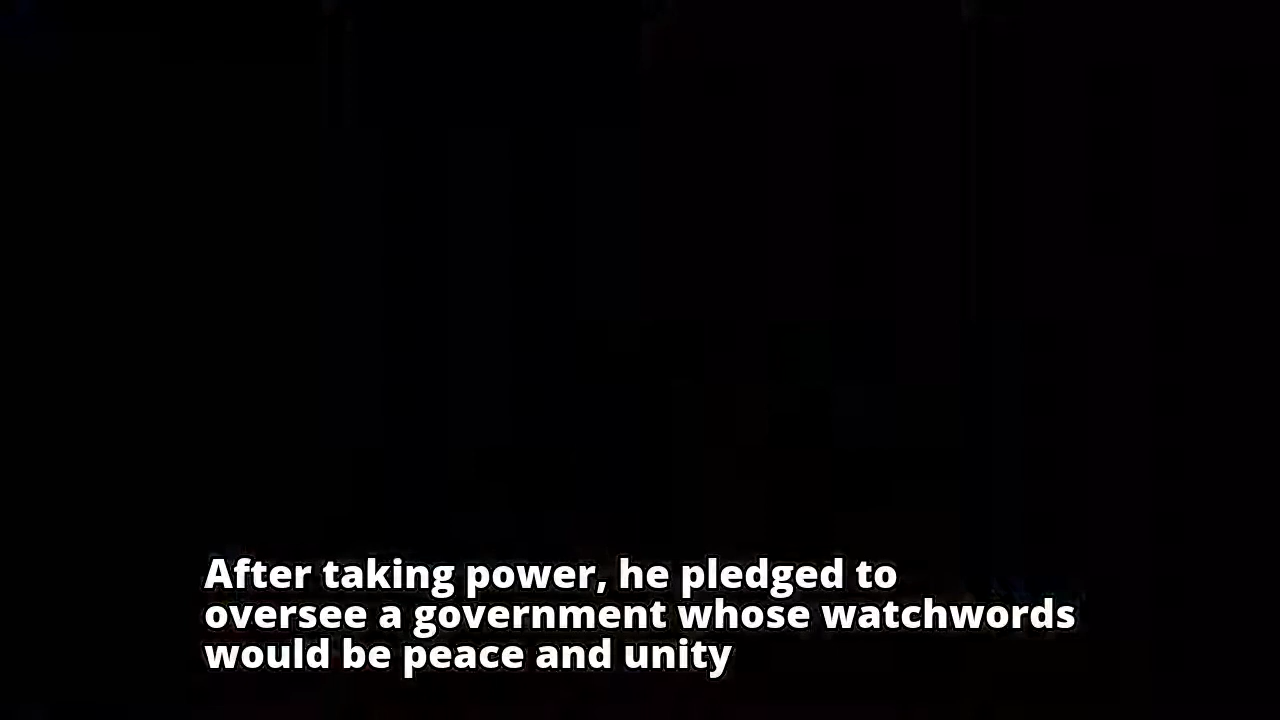 After taking power, he pledged to
oversee a government whose watchwords
would be peace and unity